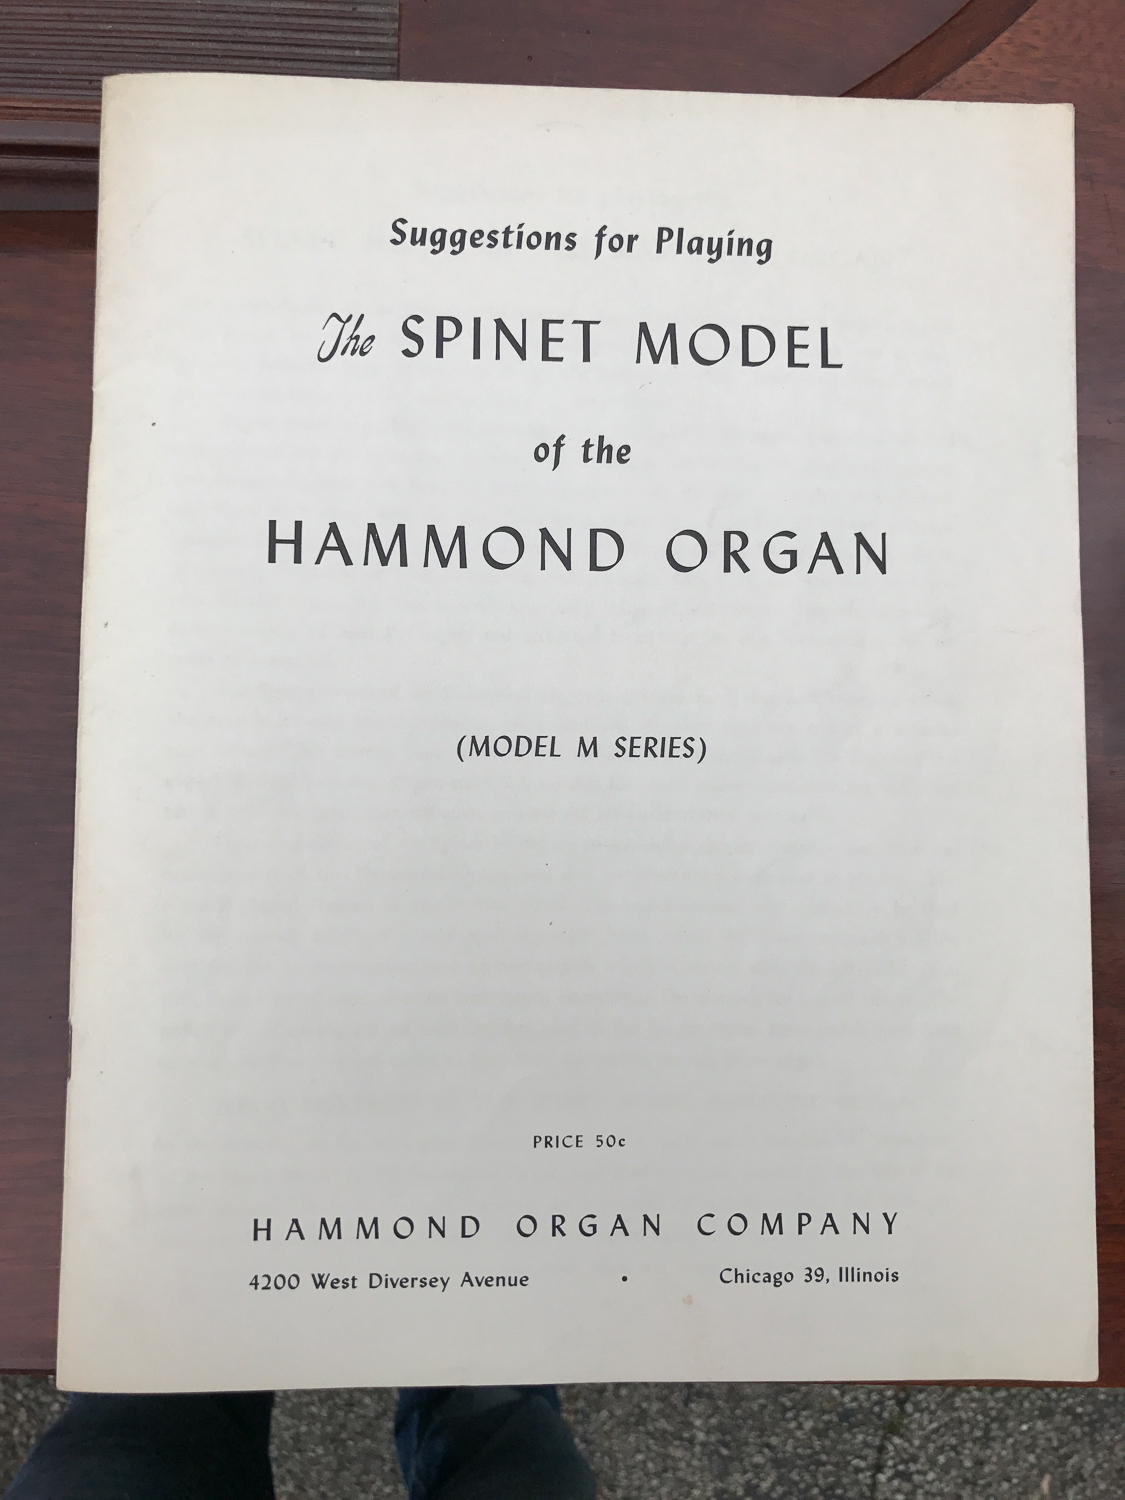 Suggestions for Playing
The SPINET MODEL
of the
HAMMOND ORGAN
(MODEL M SERIES)
PRICE 50c
HAMMOND ORGAN COMPANY
4200 West Diversey Avenue • Chicago 39, Illinois